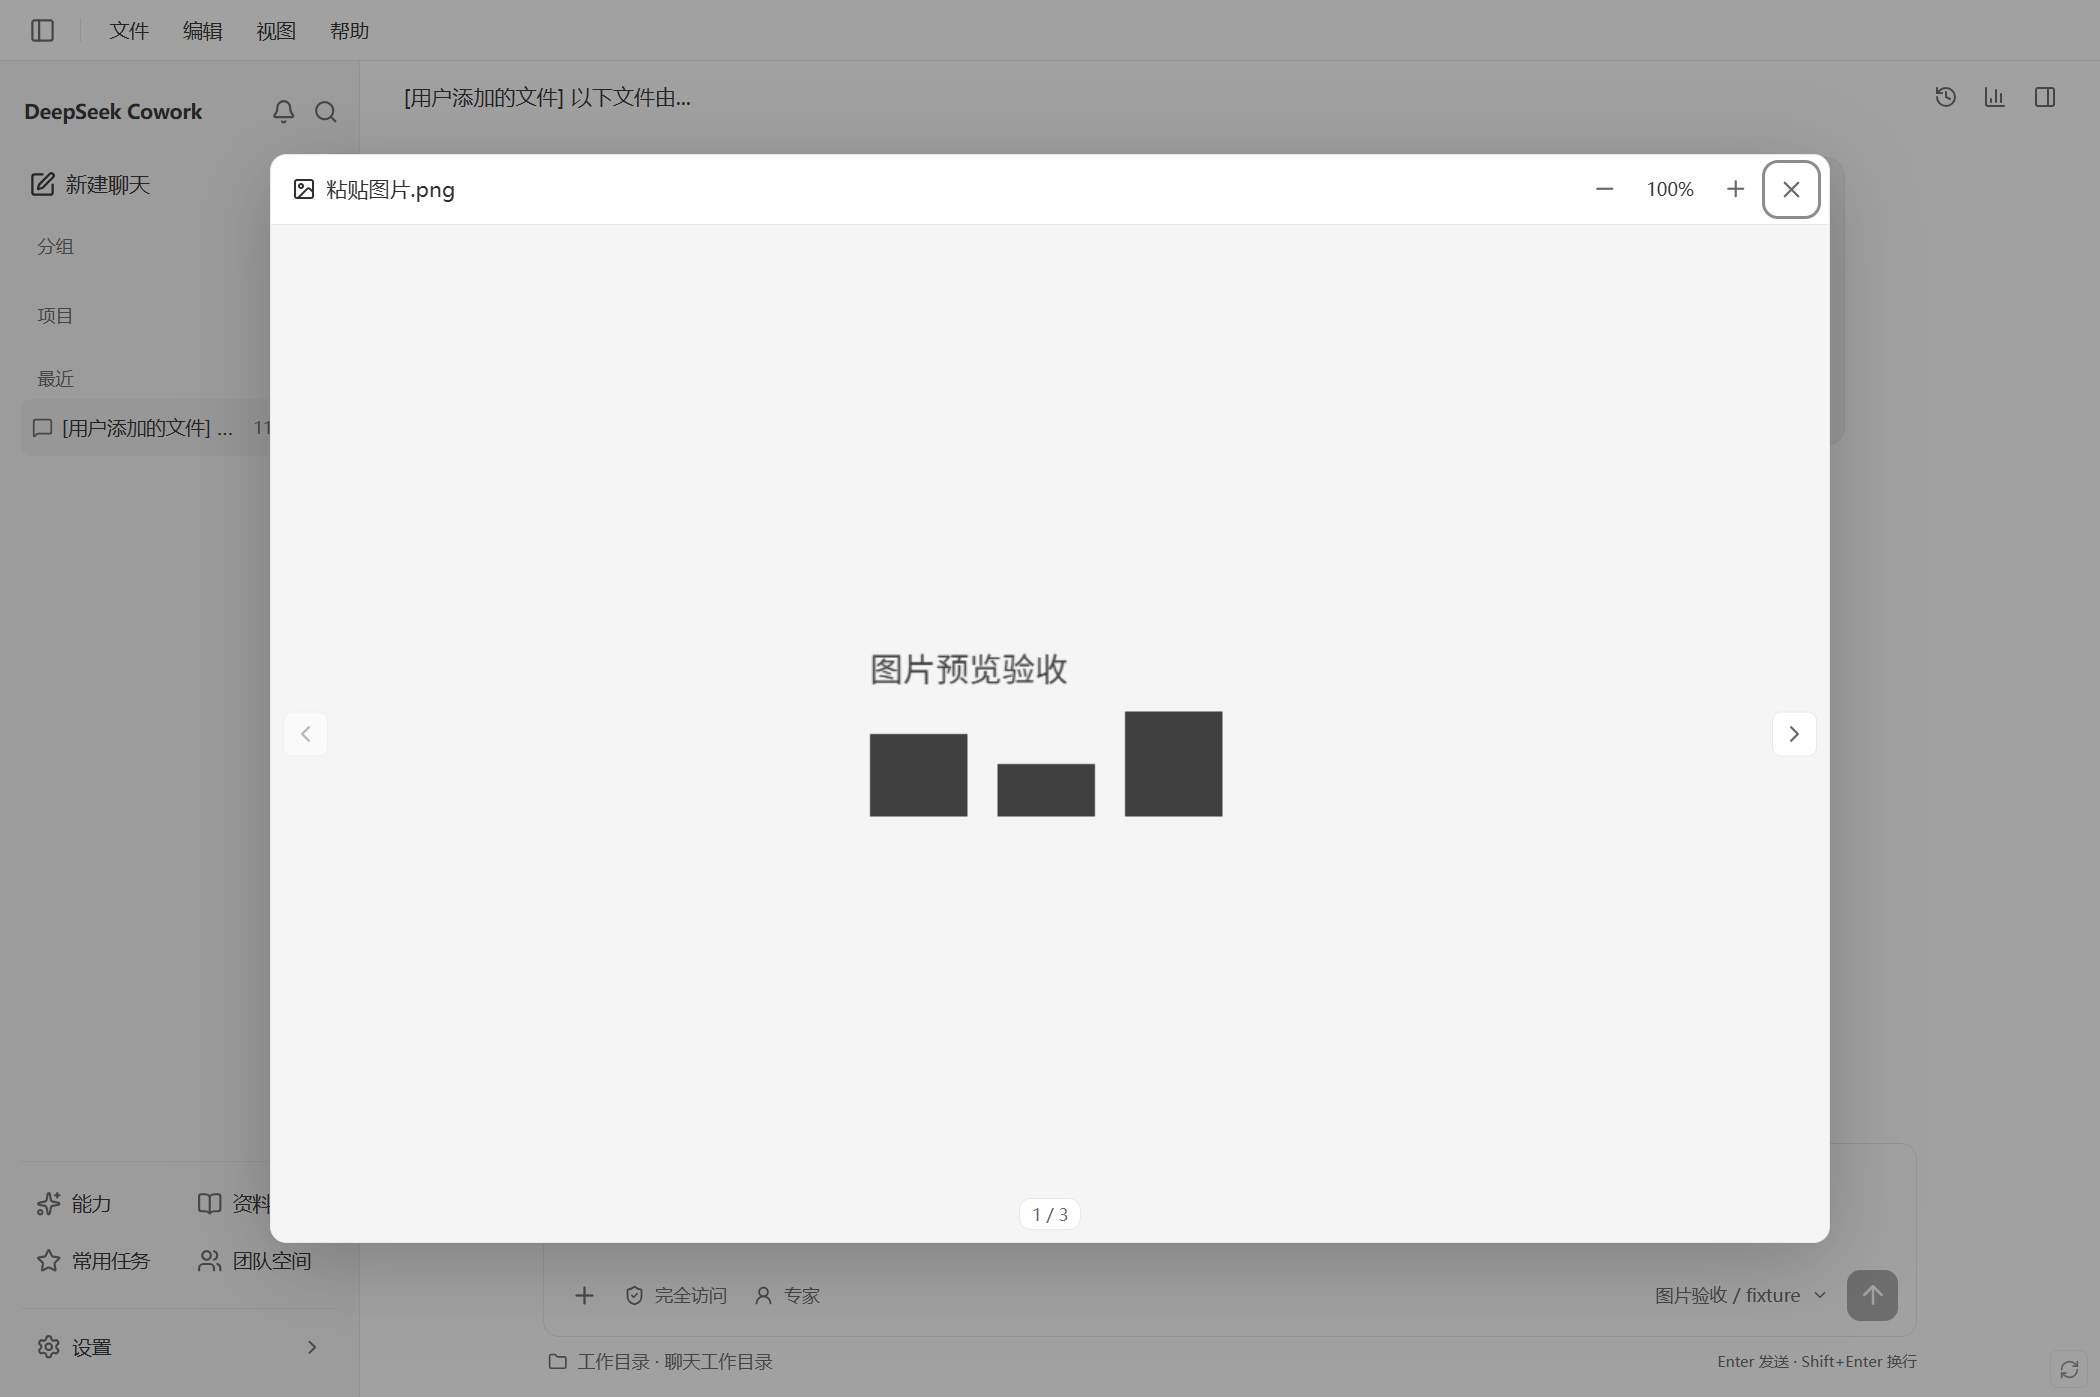 文件 编辑 视图 帮助
DeepSeek Cowork
[用户添加的文件] 以下文件由...
新建聊天
分组
项目
最近
[用户添加的文件] ... 11
粘贴图片.png
100%
图片预览验收
1 / 3
能力 资料
常用任务 团队空间
设置
完全访问 专家
图片验收 / fixture
工作目录 · 聊天工作目录
Enter 发送 · Shift+Enter 换行